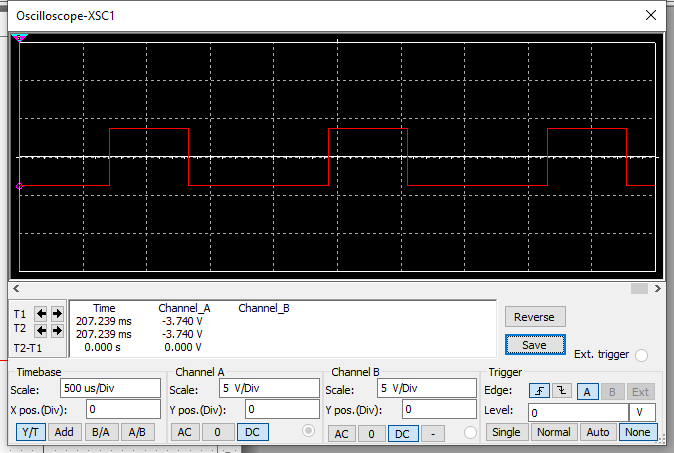 Oscilloscope-XSC1
T1
T2
T2-T1
Time Channel_A Channel_B
207.239 ms -3.740 V
207.239 ms -3.740 V
0.000 s 0.000 V
Reverse
Save
Ext. trigger
Timebase
Scale: 500 us/Div
X pos.(Div): 0
Y/T Add B/A A/B
Channel A
Scale: 5 V/Div
Y pos.(Div): 0
AC 0 DC
Channel B
Scale: 5 V/Div
Y pos.(Div): 0
AC 0 DC -
Trigger
Edge: A B Ext
Level: 0 V
Single Normal Auto None